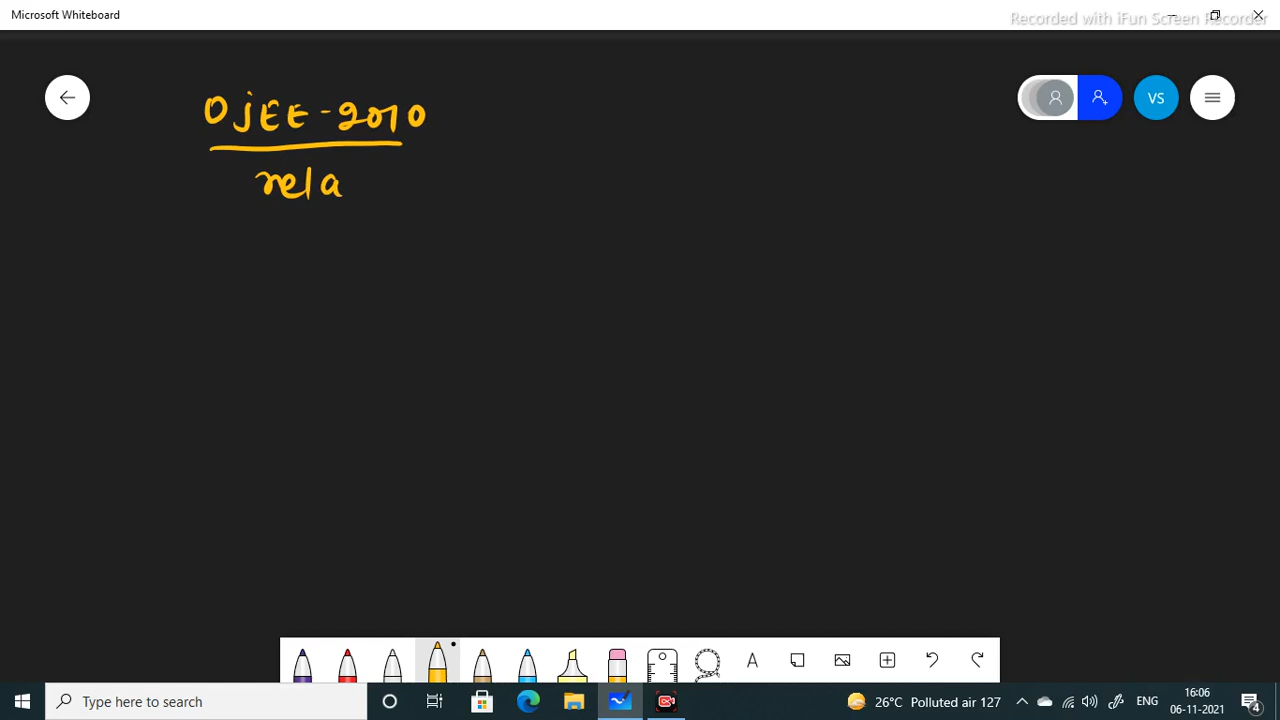 Microsoft Whiteboard
Recorded with iFun Screen Recorder
OJEE-2010
VS
rela
A
Type here to search
26°C Polluted air 127
ENG
16:06
06-11-2021
4